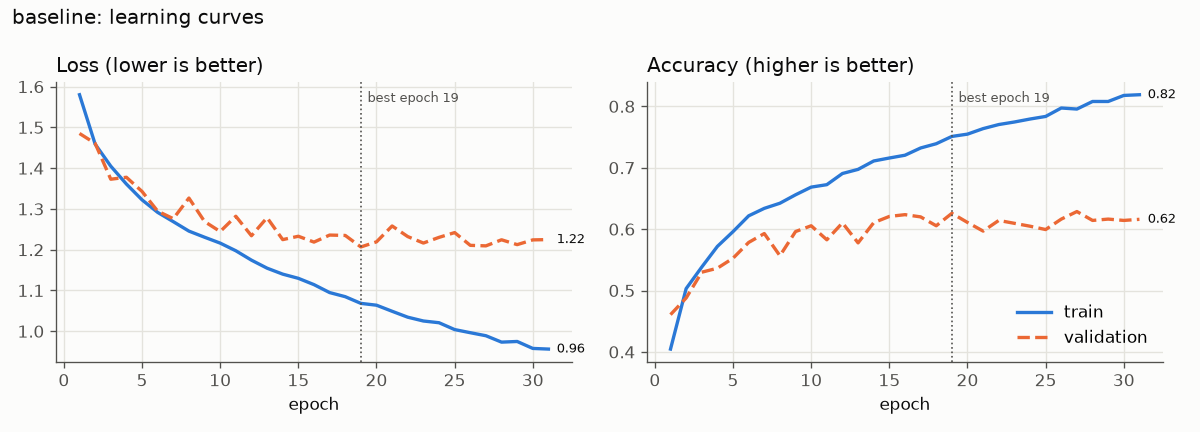 baseline: learning curves
Loss (lower is better)
1.6
1.5
1.4
1.3
1.2
1.1
1.0
best epoch 19
1.22
0.96
0 5 10 15 20 25 30
epoch
Accuracy (higher is better)
0.8
0.7
0.6
0.5
0.4
best epoch 19
0.82
0.62
train
validation
0 5 10 15 20 25 30
epoch